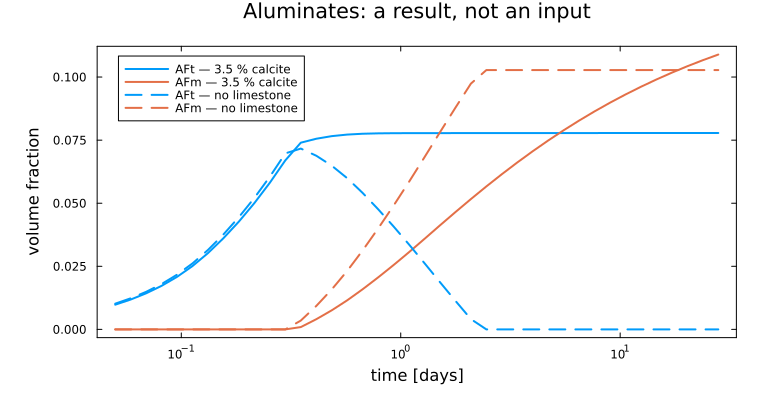 Aluminates: a result, not an input
AFt — 3.5 % calcite
AFm — 3.5 % calcite
AFt — no limestone
AFm — no limestone
volume fraction
0.100
0.075
0.050
0.025
0.000
10⁻¹
10⁰
10¹
time [days]